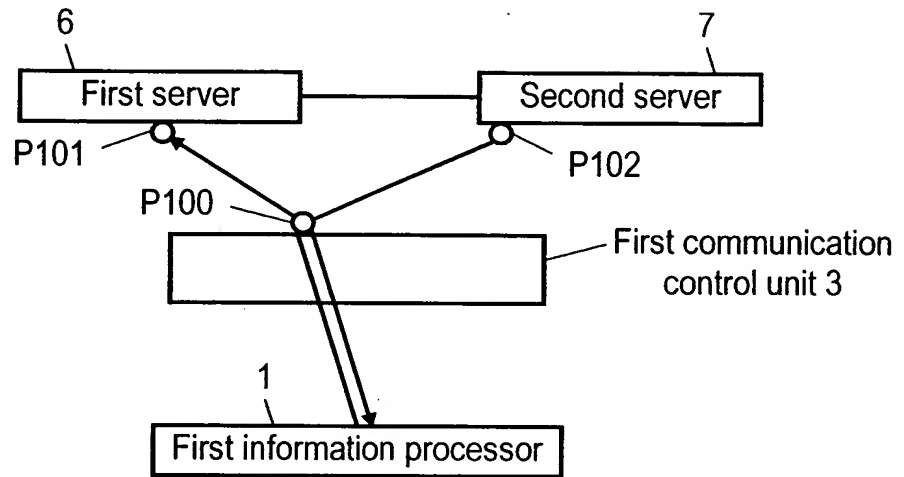 6
7
First server
Second server
P101
P102
P100
First communication
control unit 3
1
First information processor